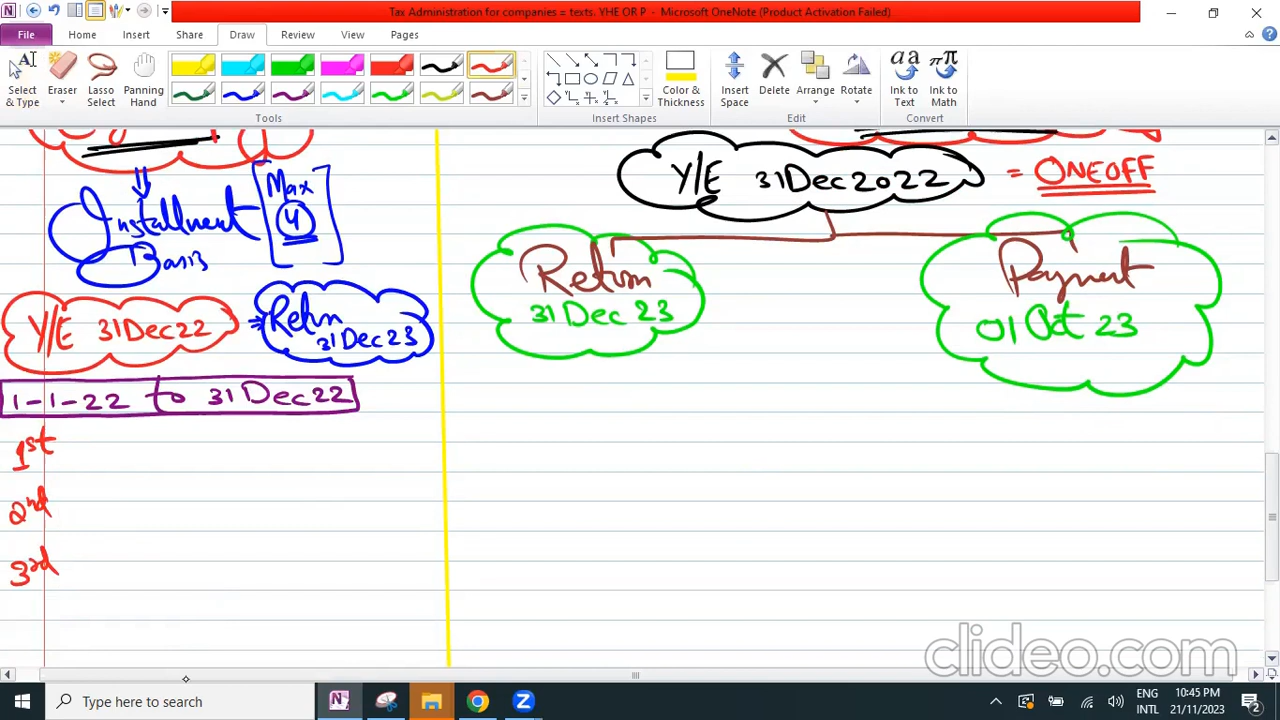 Tax Administration for companies = texts. YHE OR P - Microsoft OneNote (Product Activation Failed)
File Home Insert Share Draw Review View Pages
Select & Type
Eraser
Lasso Select
Panning Hand
Color & Thickness
Insert Space
Delete
Arrange
Rotate
Ink to Text
Ink to Math
Tools
Insert Shapes
Edit
Convert
Installment Basis
Max 4
Y/E 31Dec22
Return
31Dec23
1-1-22 to 31Dec22
1st
2nd
3rd
Y/E 31Dec2022 = ONEOFF
Return
31Dec 23
Payment
01 Oct 23
clideo.com
Type here to search
ENG
INTL
10:45 PM
21/11/2023
2